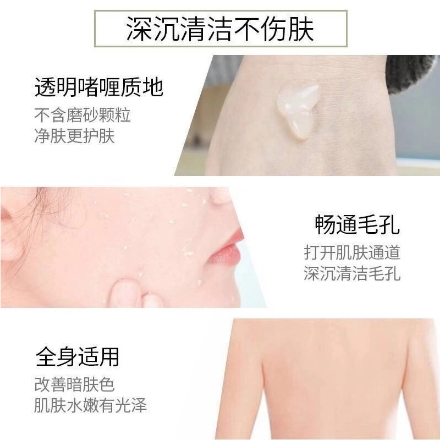 深沉清洁不伤肤
透明啫喱质地
不含磨砂颗粒
净肤更护肤
畅通毛孔
打开肌肤通道
深沉清洁毛孔
全身适用
改善暗肤色
肌肤水嫩有光泽